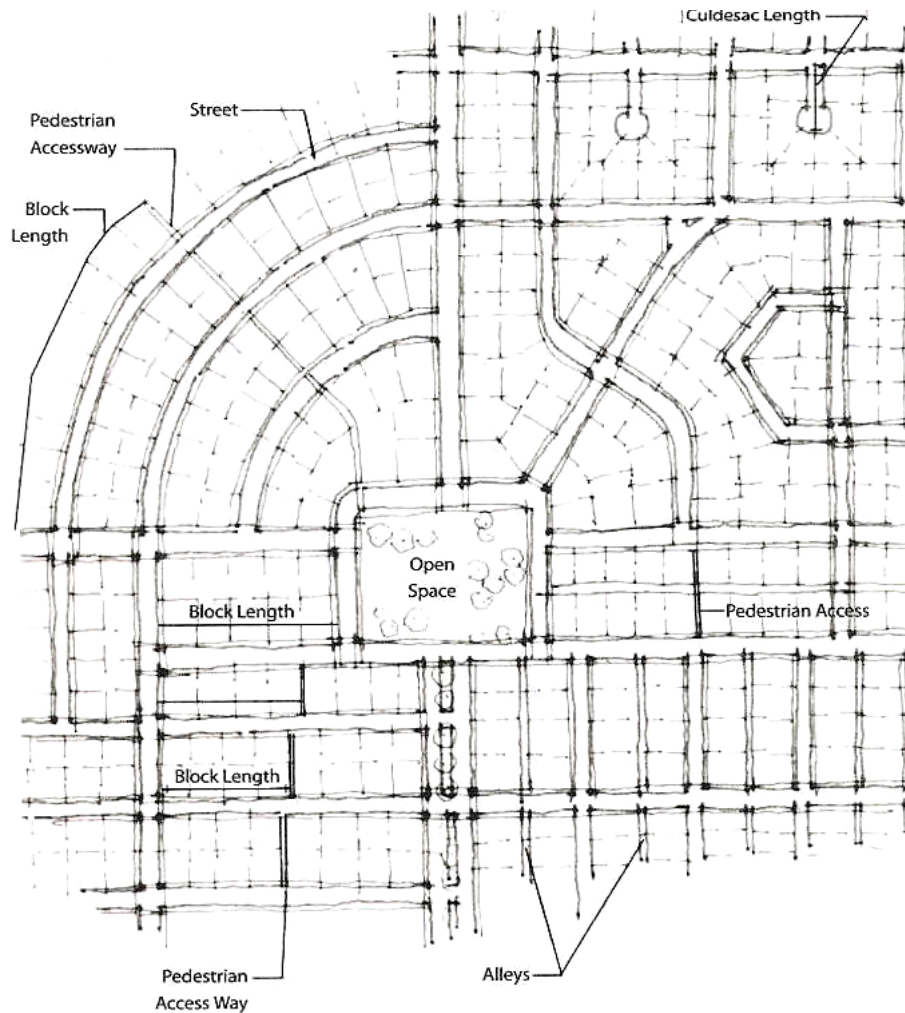 Culdesac Length
Street
Pedestrian
Accessway
Block
Length
Open
Space
Block Length
Pedestrian Access
Block Length
Alleys
Pedestrian
Access Way